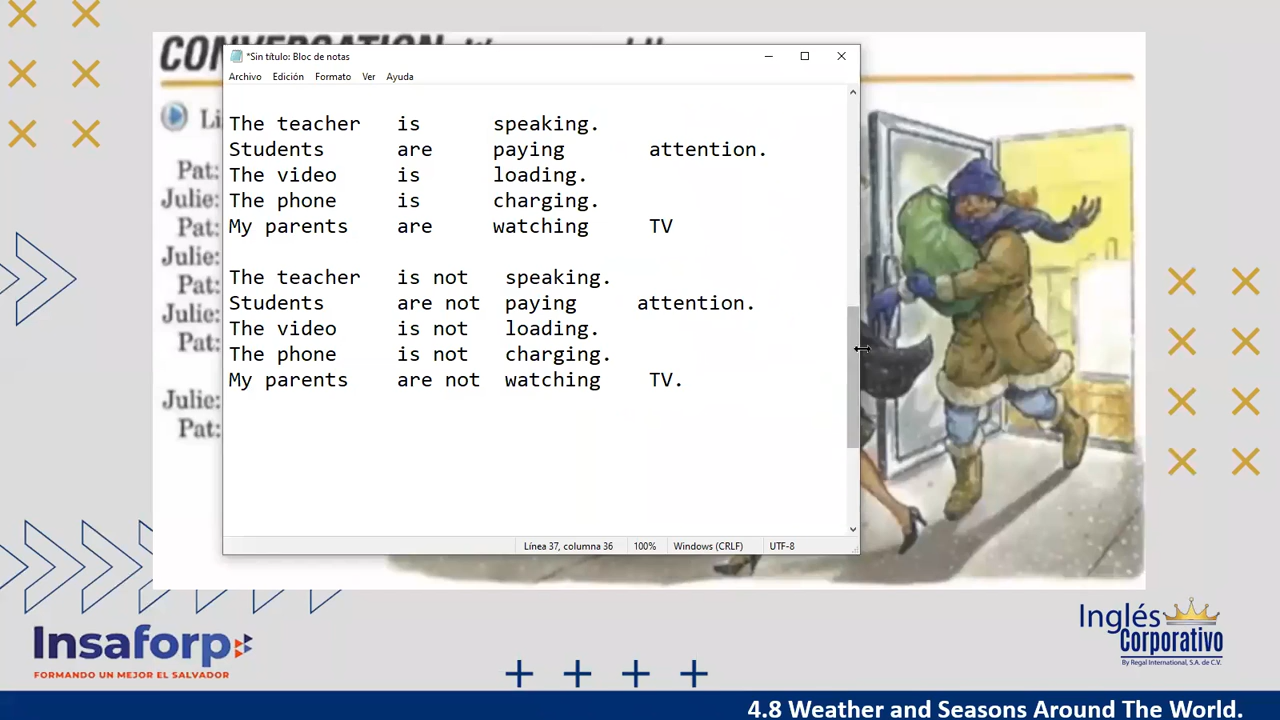 CONVERSATION
*Sin título: Bloc de notas
Archivo Edición Formato Ver Ayuda
Li
The teacher is speaking.
Students are paying attention.
The video is loading.
The phone is charging.
My parents are watching TV
The teacher is not speaking.
Students are not paying attention.
The video is not loading.
The phone is not charging.
My parents are not watching TV.
Pat:
Julie:
Pat:
Julie:
Pat:
Julie:
Pat:
Julie:
Pat:
Línea 37, columna 36 100% Windows (CRLF) UTF-8
Insaforp
FORMANDO UN MEJOR EL SALVADOR
Inglés
Corporativo
By Regal International, S.A. de C.V.
4.8 Weather and Seasons Around The World.